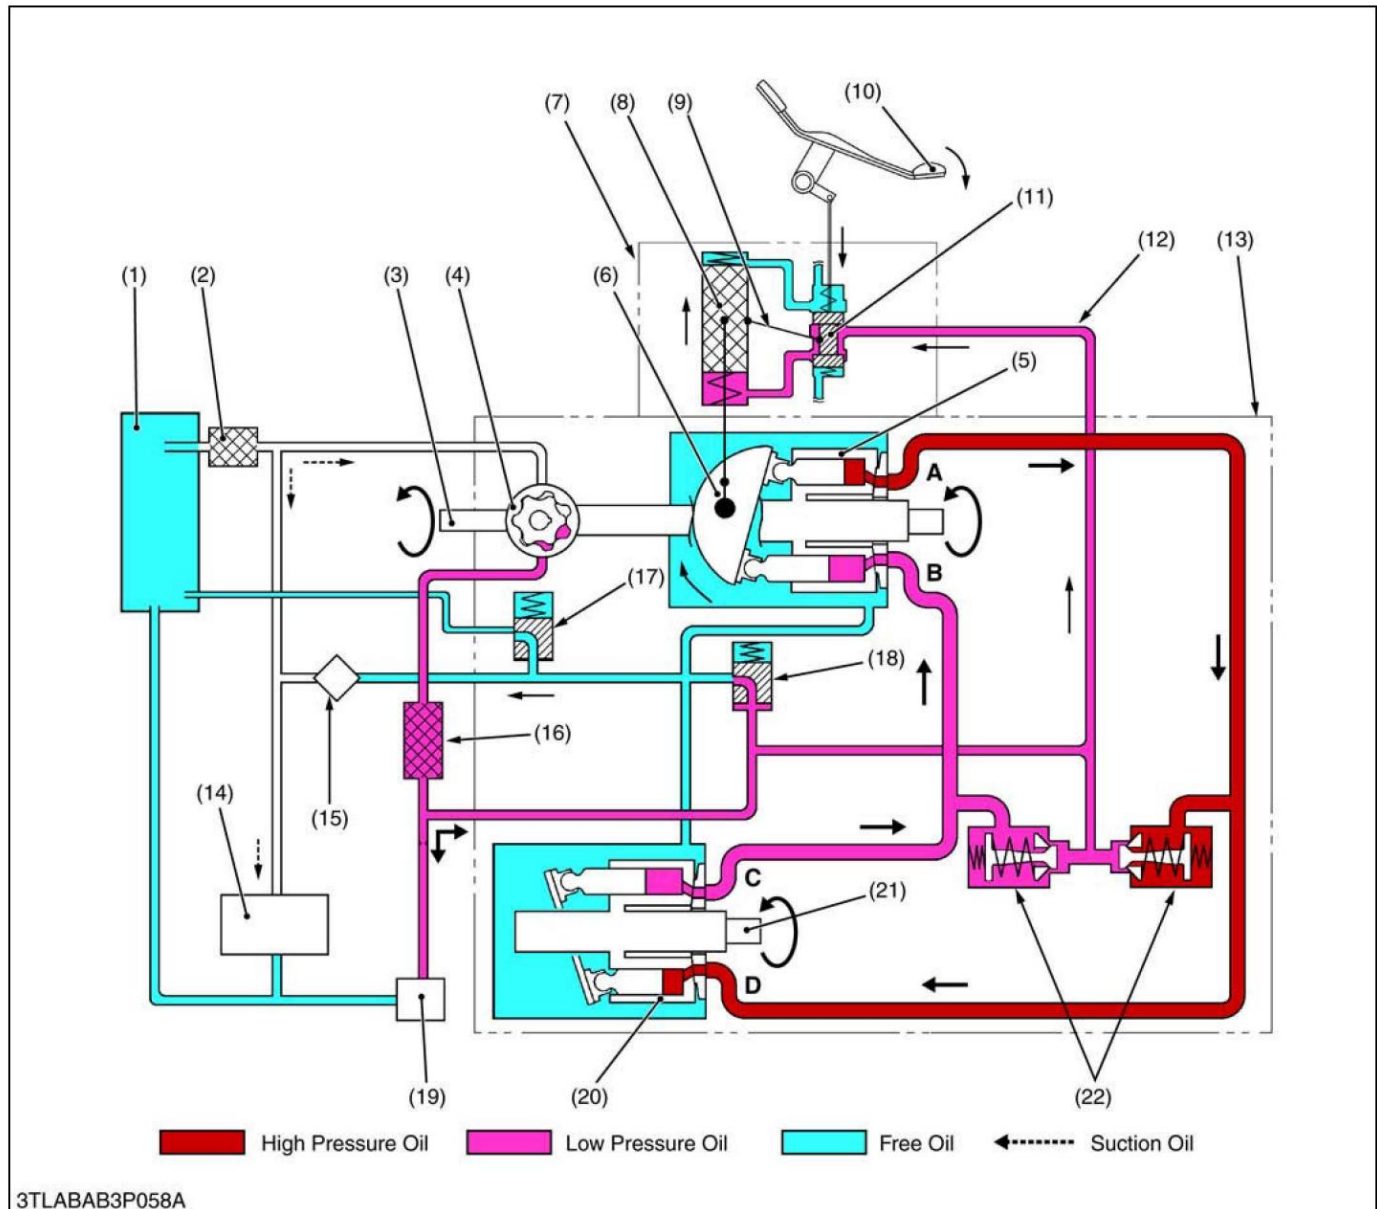 (10)
(7) (8) (9)
(11)
(1) (2) (3) (4) (6) (12) (13)
(5)
A
B
(17)
(18)
(16)
(14)
(15)
C
(21)
D
(19) (20) (22)
High Pressure Oil Low Pressure Oil Free Oil Suction Oil
3TLABAB3P058A